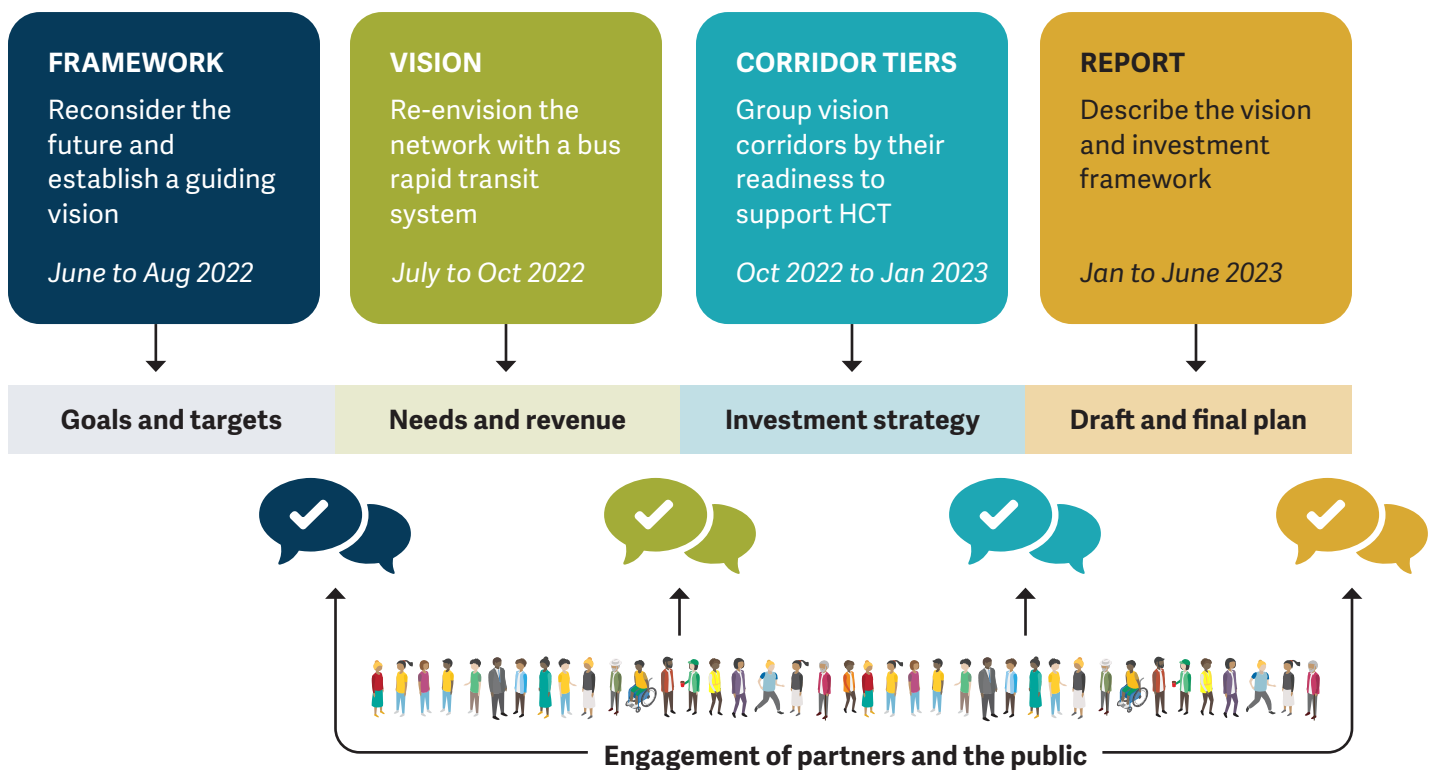 FRAMEWORK
Reconsider the
future and
establish a guiding
vision
June to Aug 2022
VISION
Re-envision the
network with a bus
rapid transit
system
July to Oct 2022
CORRIDOR TIERS
Group vision
corridors by their
readiness to
support HCT
Oct 2022 to Jan 2023
REPORT
Describe the vision
and investment
framework
Jan to June 2023
Goals and targets
Needs and revenue
Investment strategy
Draft and final plan
Engagement of partners and the public